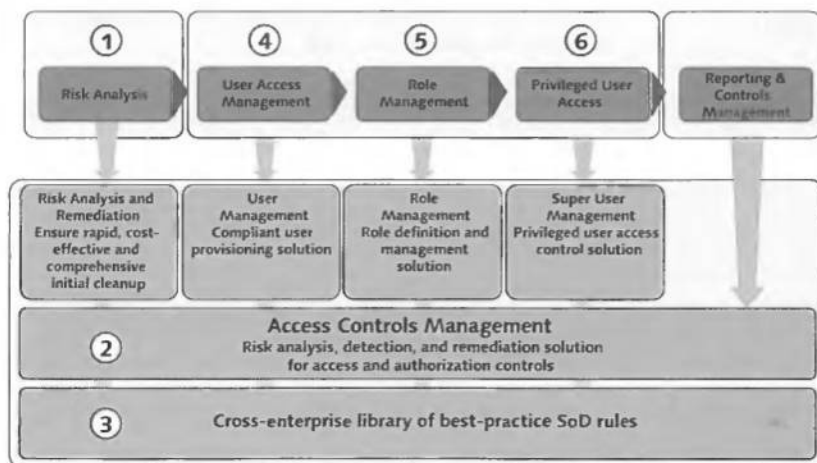 1
4
5
6
Risk Analysis
User Access
Management
Role
Management
Privileged User
Access
Reporting &
Controls
Management
Risk Analysis and
Remediation
Ensure rapid, cost-
effective and
comprehensive
initial cleanup
User
Management
Compliant user
provisioning solution
Role
Management
Role definition and
management
solution
Super User
Management
Privileged user access
control solution
2
Access Controls Management
Risk analysis, detection, and remediation solution
for access and authorization controls
3
Cross-enterprise library of best-practice SoD rules